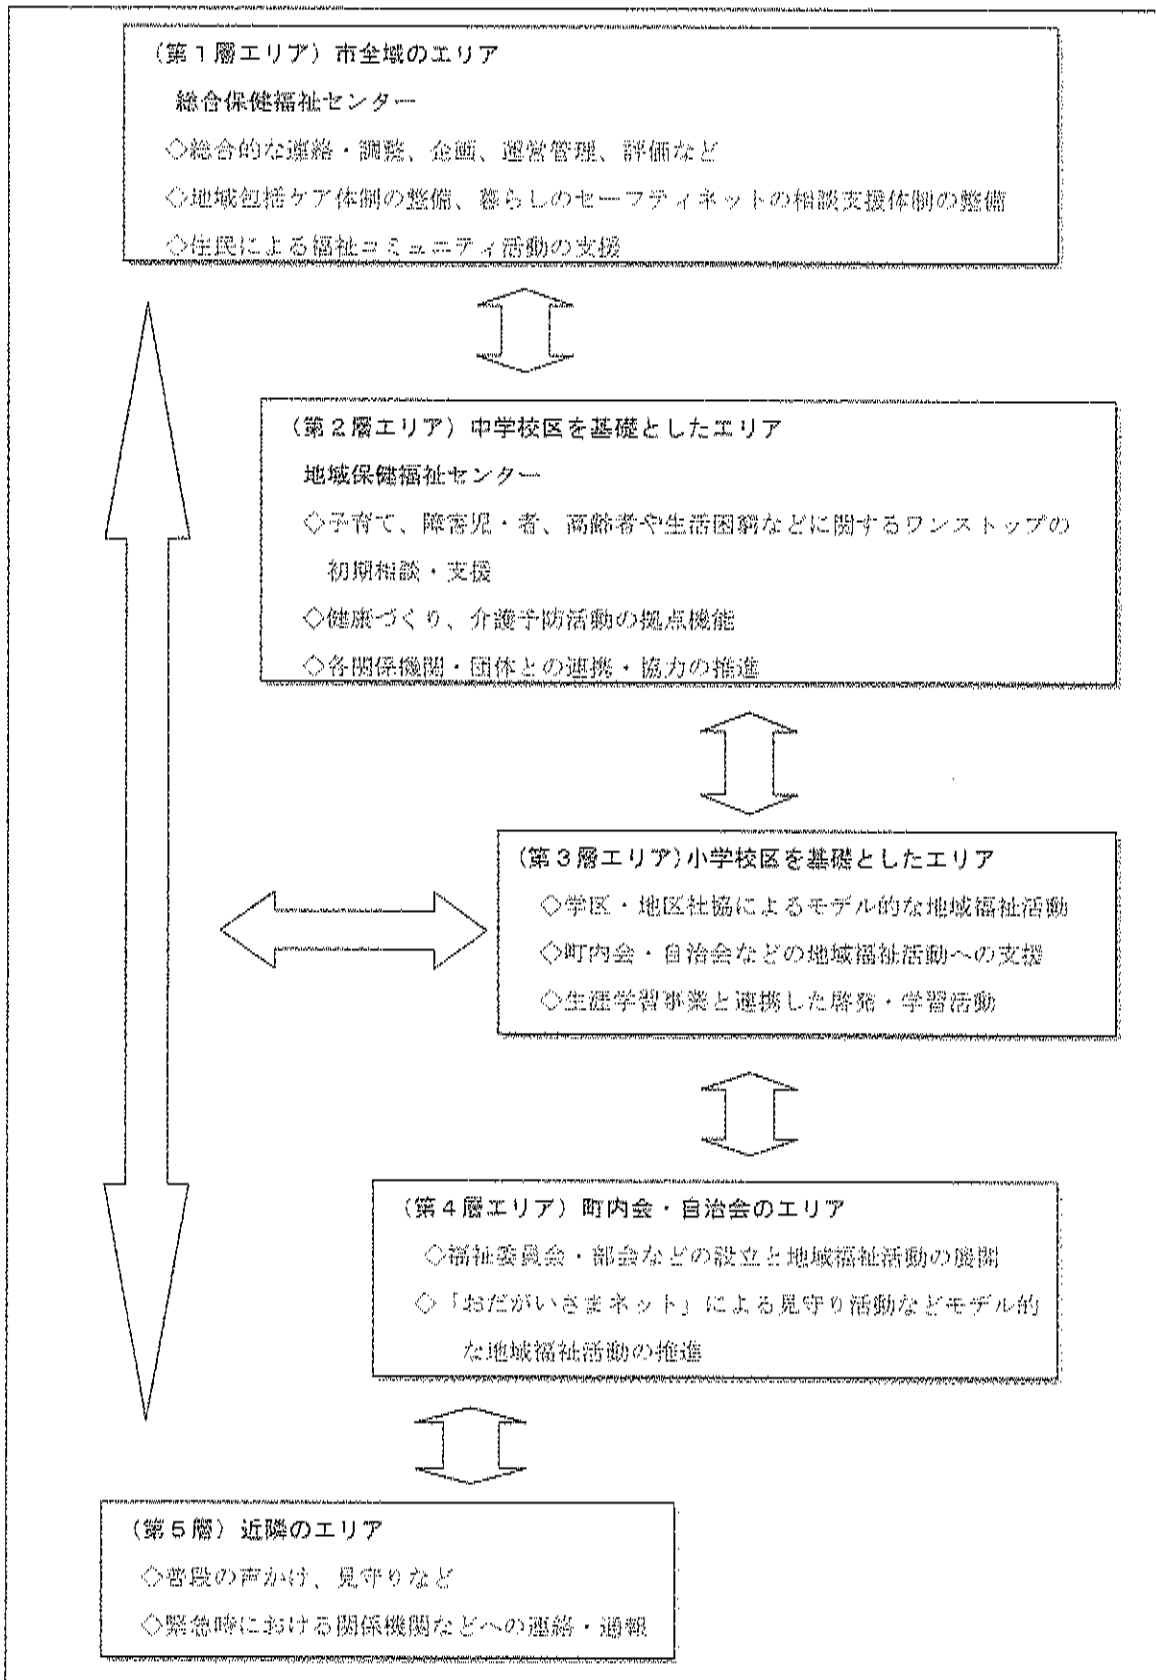 （第１層エリア）市全域のエリア
総合保健福祉センター
◇総合的な連絡・調整、企画、運営管理、評価など
◇地域包括ケア体制の整備、暮らしのセーフティネットの相談支援体制の整備
◇住民による福祉コミュニティ活動の支援
（第２層エリア）中学校区を基礎としたエリア
地域保健福祉センター
◇子育て、障害児・者、高齢者や生活困窮などに関するワンストップの
初期相談・支援
◇健康づくり、介護予防活動の拠点機能
◇各関係機関・団体との連携・協力の推進
（第３層エリア）小学校区を基礎としたエリア
◇学区・地区社協によるモデル的な地域福祉活動
◇町内会・自治会などの地域福祉活動への支援
◇生涯学習事業と連携した啓発・学習活動
（第４層エリア）町内会・自治会のエリア
◇福祉委員会・部会などの設立と地域福祉活動の展開
◇「おだがいさまネット」による見守り活動などモデル的
な地域福祉活動の推進
（第５層）近隣のエリア
◇普段の声かけ、見守りなど
◇緊急時における関係機関などへの連絡・通報